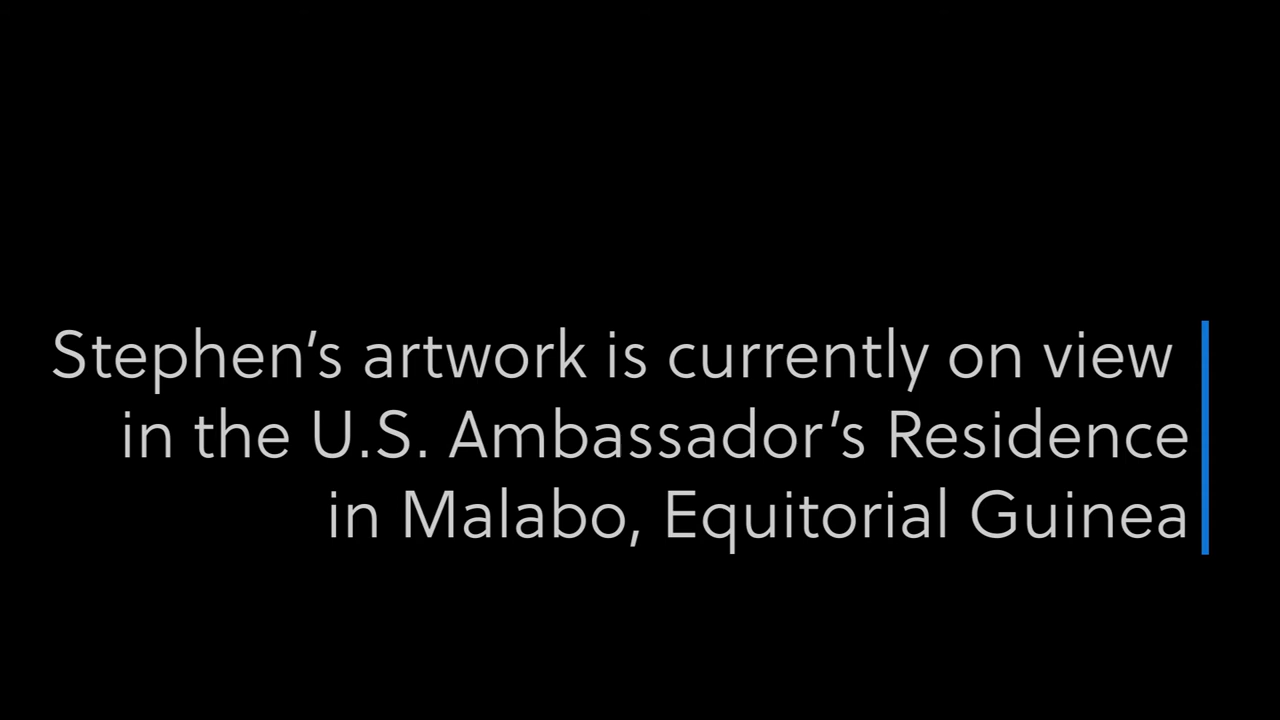 Stephen’s artwork is currently on view
in the U.S. Ambassador’s Residence
in Malabo, Equitorial Guinea